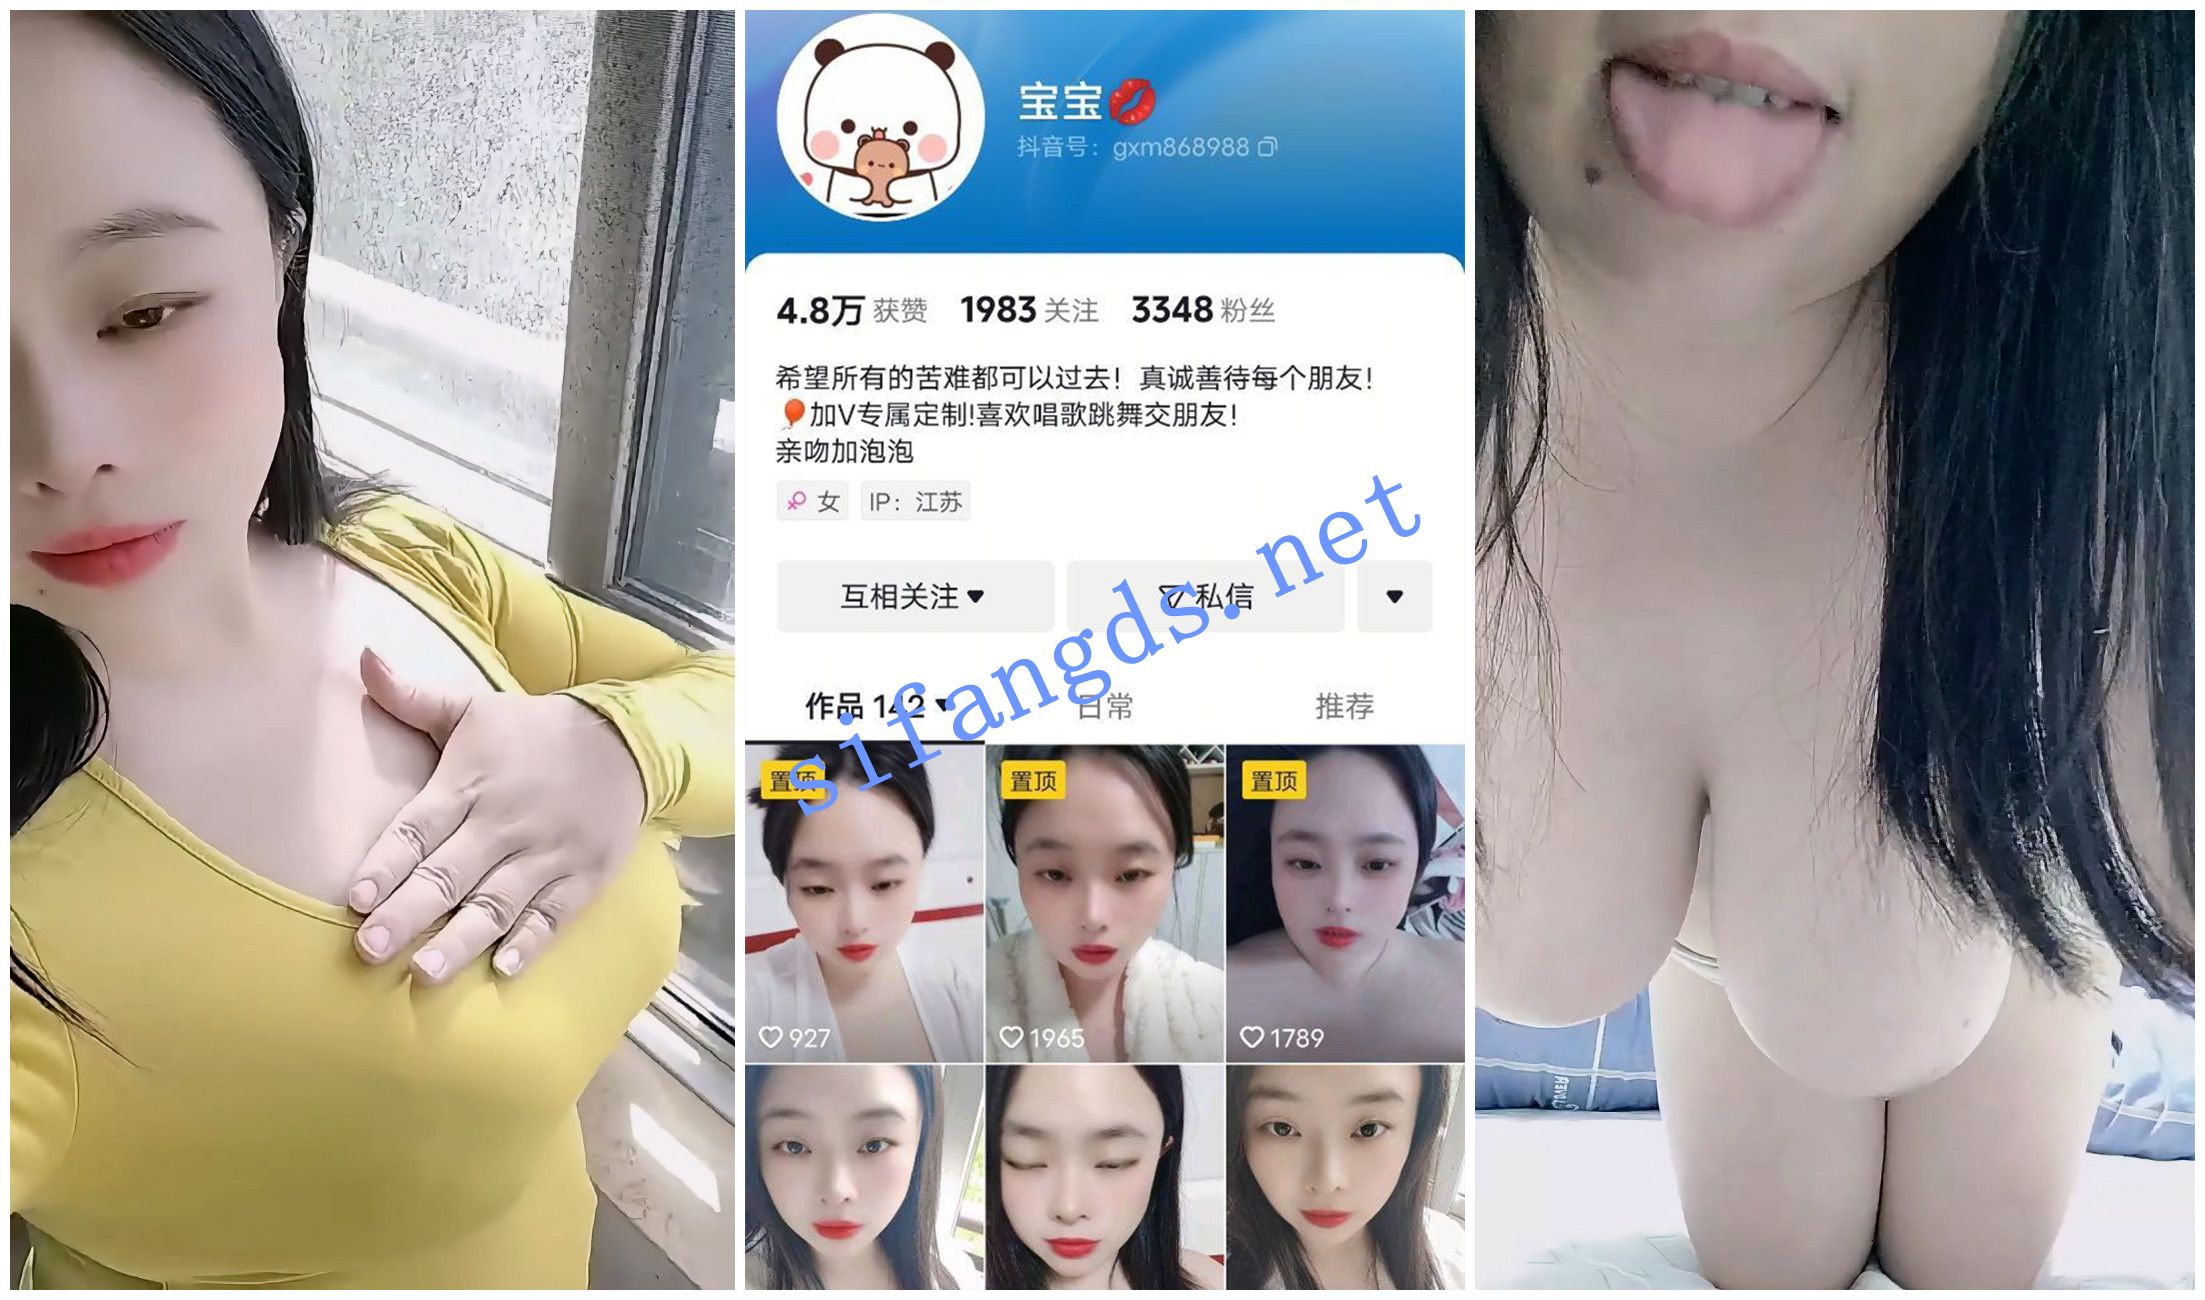 宝宝💋
抖音号：gxm868988
4.8万 获赞 1983 关注 3348 粉丝
希望所有的苦难都可以过去！真诚善待每个朋友！
🎈加V专属定制!喜欢唱歌跳舞交朋友！
亲吻加泡泡
女 IP：江苏
互相关注 私信
sifangds.net
作品 142 日常 推荐
置顶 置顶 置顶
927 1965 1789